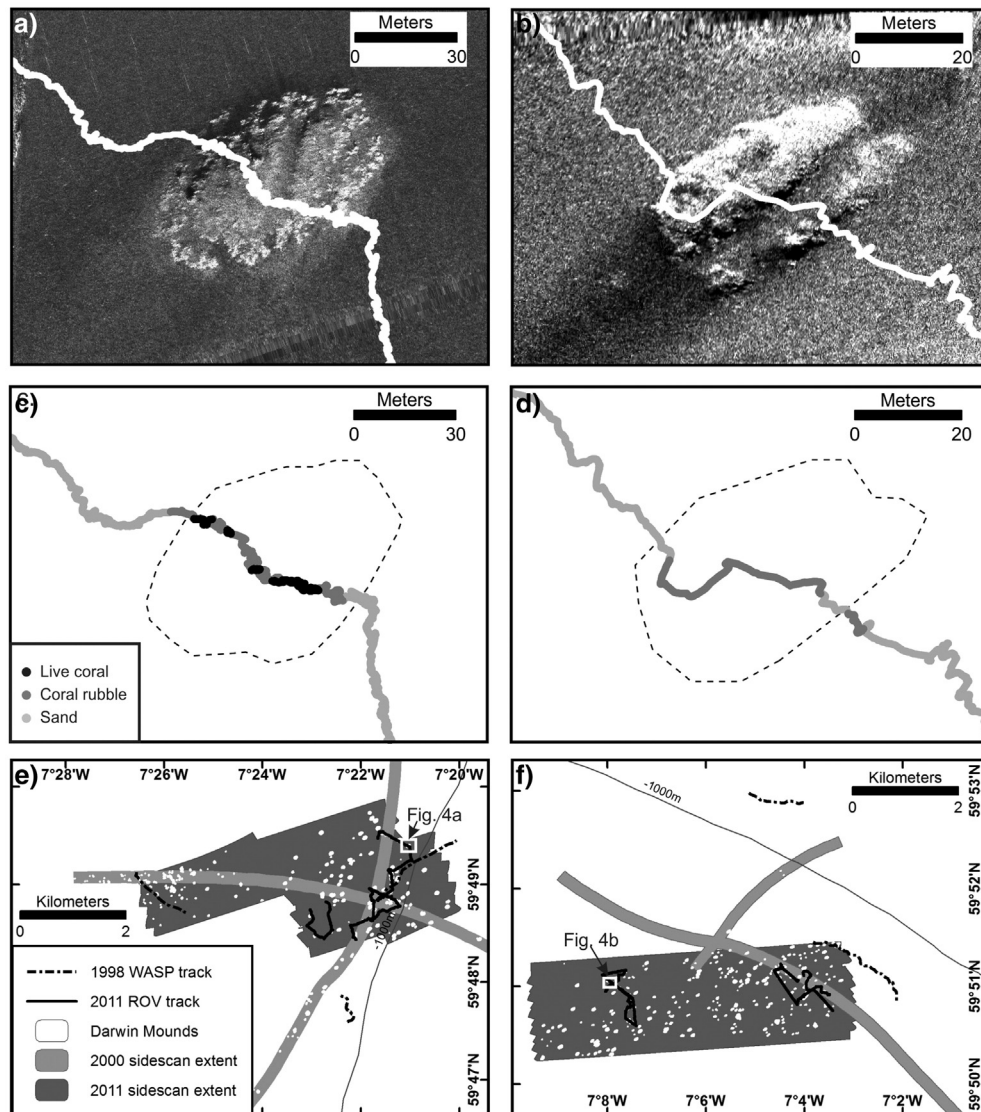 a)
Meters
0 30
b)
Meters
0 20
c)
Meters
0 30
Live coral
Coral rubble
Sand
d)
Meters
0 20
e)
7°28'W 7°26'W 7°24'W 7°22'W 7°20'W
Fig. 4a
59°49'N
Kilometers
0 2
-1000m
59°48'N
59°47'N
1998 WASP track
2011 ROV track
Darwin Mounds
2000 sidescan extent
2011 sidescan extent
f)
Kilometers
0 2
-1000m
59°53'N
59°52'N
Fig. 4b
59°51'N
59°50'N
7°8'W 7°6'W 7°4'W 7°2'W